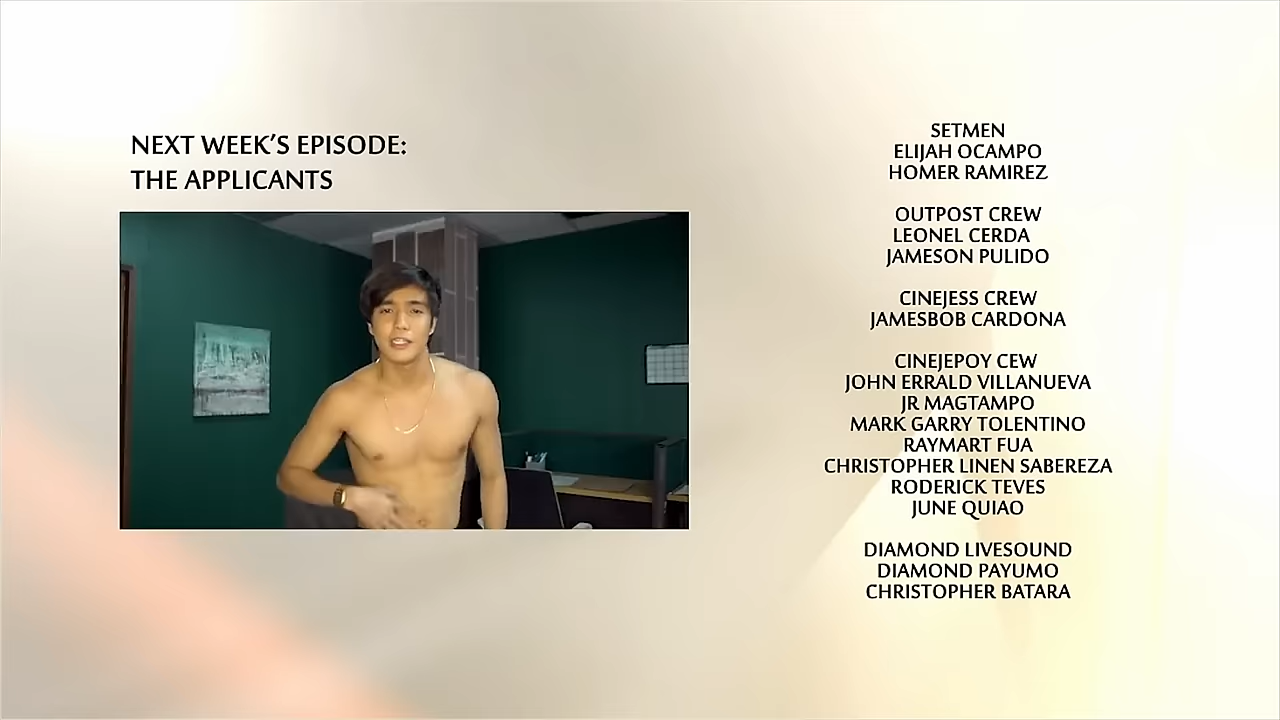 NEXT WEEK'S EPISODE:
THE APPLICANTS
SETMEN
ELIJAH OCAMPO
HOMER RAMIREZ
OUTPOST CREW
LEONEL CERDA
JAMESON PULIDO
CINEJESS CREW
JAMESBOB CARDONA
CINEJEPOY CEW
JOHN ERRALD VILLANUEVA
JR MAGTAMPO
MARK GARRY TOLENTINO
RAYMART FUA
CHRISTOPHER LINEN SABEREZA
RODERICK TEVES
JUNE QUIAO
DIAMOND LIVESOUND
DIAMOND PAYUMO
CHRISTOPHER BATARA